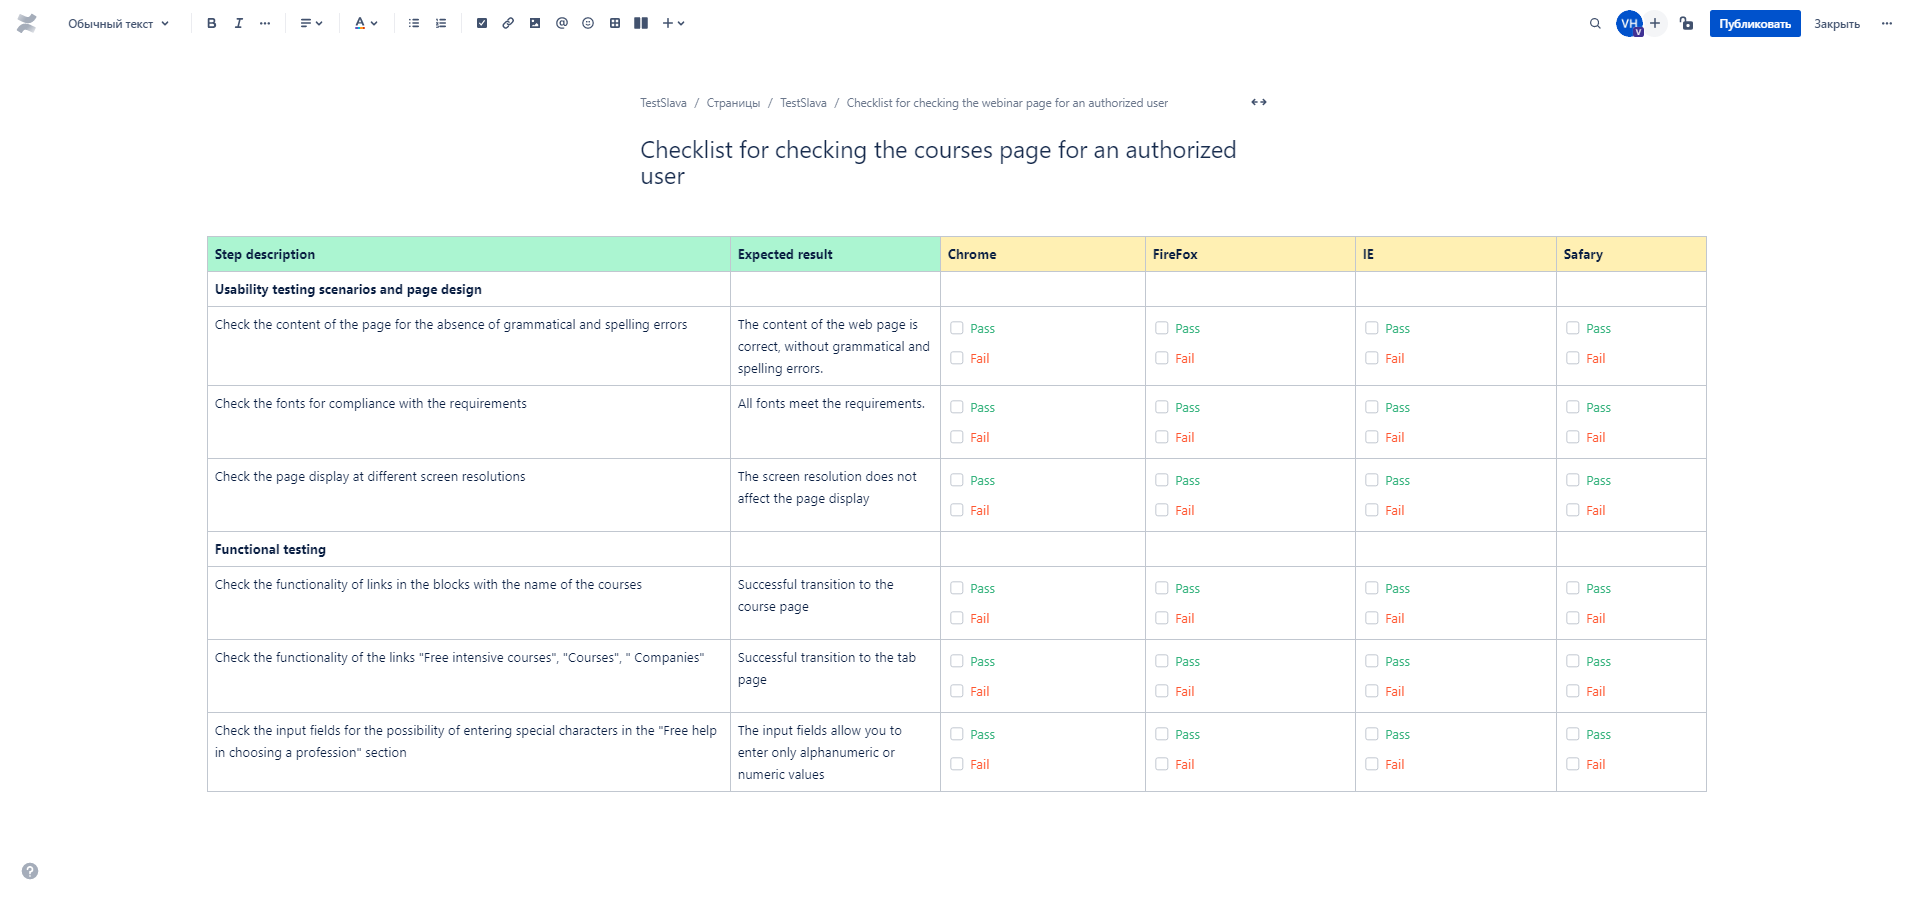 Обычный текст B I A @ VH V Публиковать Закрыть
TestSlava / Страницы / TestSlava / Checklist for checking the webinar page for an authorized user
Checklist for checking the courses page for an authorized
user
Step description Expected result Chrome FireFox IE Safary
Usability testing scenarios and page design
Check the content of the page for the absence of grammatical and spelling errors
The content of the web page is
correct, without grammatical and
spelling errors.
Pass Pass Pass Pass
Fail Fail Fail Fail
Check the fonts for compliance with the requirements
All fonts meet the requirements.
Pass Pass Pass Pass
Fail Fail Fail Fail
Check the page display at different screen resolutions
The screen resolution does not
affect the page display
Pass Pass Pass Pass
Fail Fail Fail Fail
Functional testing
Check the functionality of links in the blocks with the name of the courses
Successful transition to the
course page
Pass Pass Pass Pass
Fail Fail Fail Fail
Check the functionality of the links "Free intensive courses", "Courses", " Companies"
Successful transition to the tab
page
Pass Pass Pass Pass
Fail Fail Fail Fail
Check the input fields for the possibility of entering special characters in the "Free help
in choosing a profession" section
The input fields allow you to
enter only alphanumeric or
numeric values
Pass Pass Pass Pass
Fail Fail Fail Fail
?